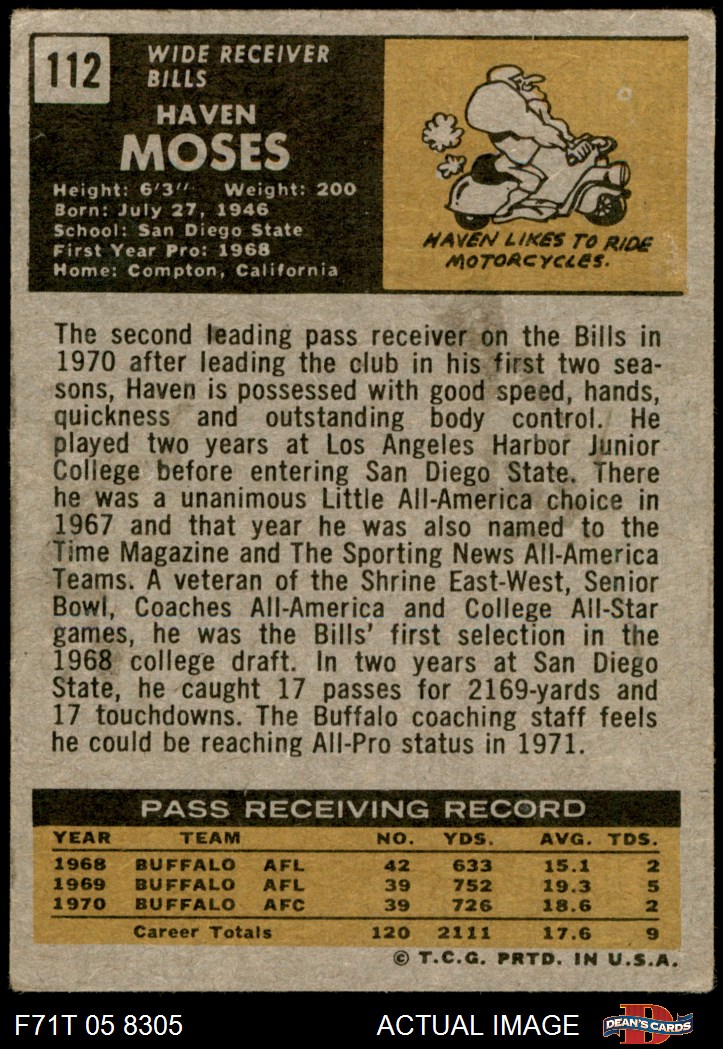 112
WIDE RECEIVER
BILLS
HAVEN
MOSES
Height: 6'3" Weight: 200
Born: July 27, 1946
School: San Diego State
First Year Pro: 1968
Home: Compton, California
HAVEN LIKES TO RIDE
MOTORCYCLES.
The second leading pass receiver on the Bills in
1970 after leading the club in his first two sea-
sons, Haven is possessed with good speed, hands,
quickness and outstanding body control. He
played two years at Los Angeles Harbor Junior
College before entering San Diego State. There
he was a unanimous Little All-America choice in
1967 and that year he was also named to the
Time Magazine and The Sporting News All-America
Teams. A veteran of the Shrine East-West, Senior
Bowl, Coaches All-America and College All-Star
games, he was the Bills' first selection in the
1968 college draft. In two years at San Diego
State, he caught 17 passes for 2169-yards and
17 touchdowns. The Buffalo coaching staff feels
he could be reaching All-Pro status in 1971.
PASS RECEIVING RECORD
YEAR TEAM NO. YDS. AVG. TDS.
1968 BUFFALO AFL 42 633 15.1 2
1969 BUFFALO AFL 39 752 19.3 5
1970 BUFFALO AFC 39 726 18.6 2
Career Totals 120 2111 17.6 9
© T.C.G. PRTD. IN U.S.A.
F71T 05 8305 ACTUAL IMAGE D DEAN'S CARDS